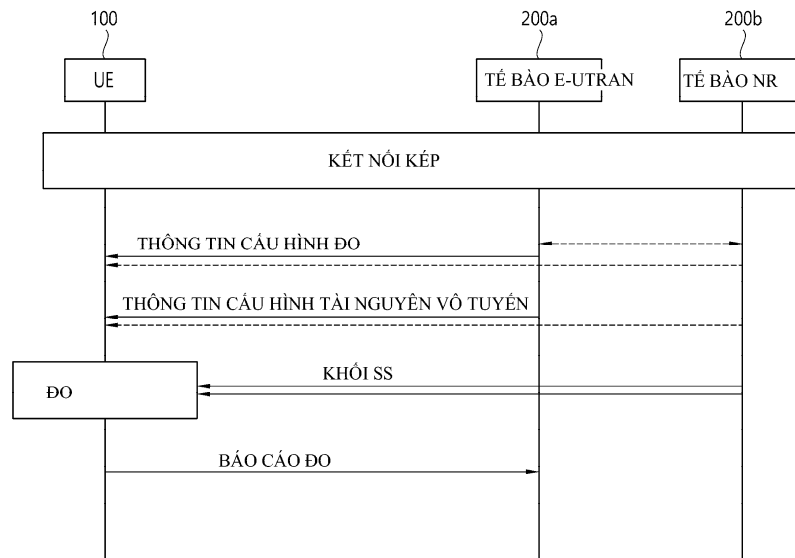 100
200a
200b
UE
TẾ BÀO E-UTRAN
TẾ BÀO NR
KẾT NỐI KÉP
THÔNG TIN CẤU HÌNH ĐO
THÔNG TIN CẤU HÌNH TÀI NGUYÊN VÔ TUYẾN
KHỐI SS
ĐO
BÁO CÁO ĐO